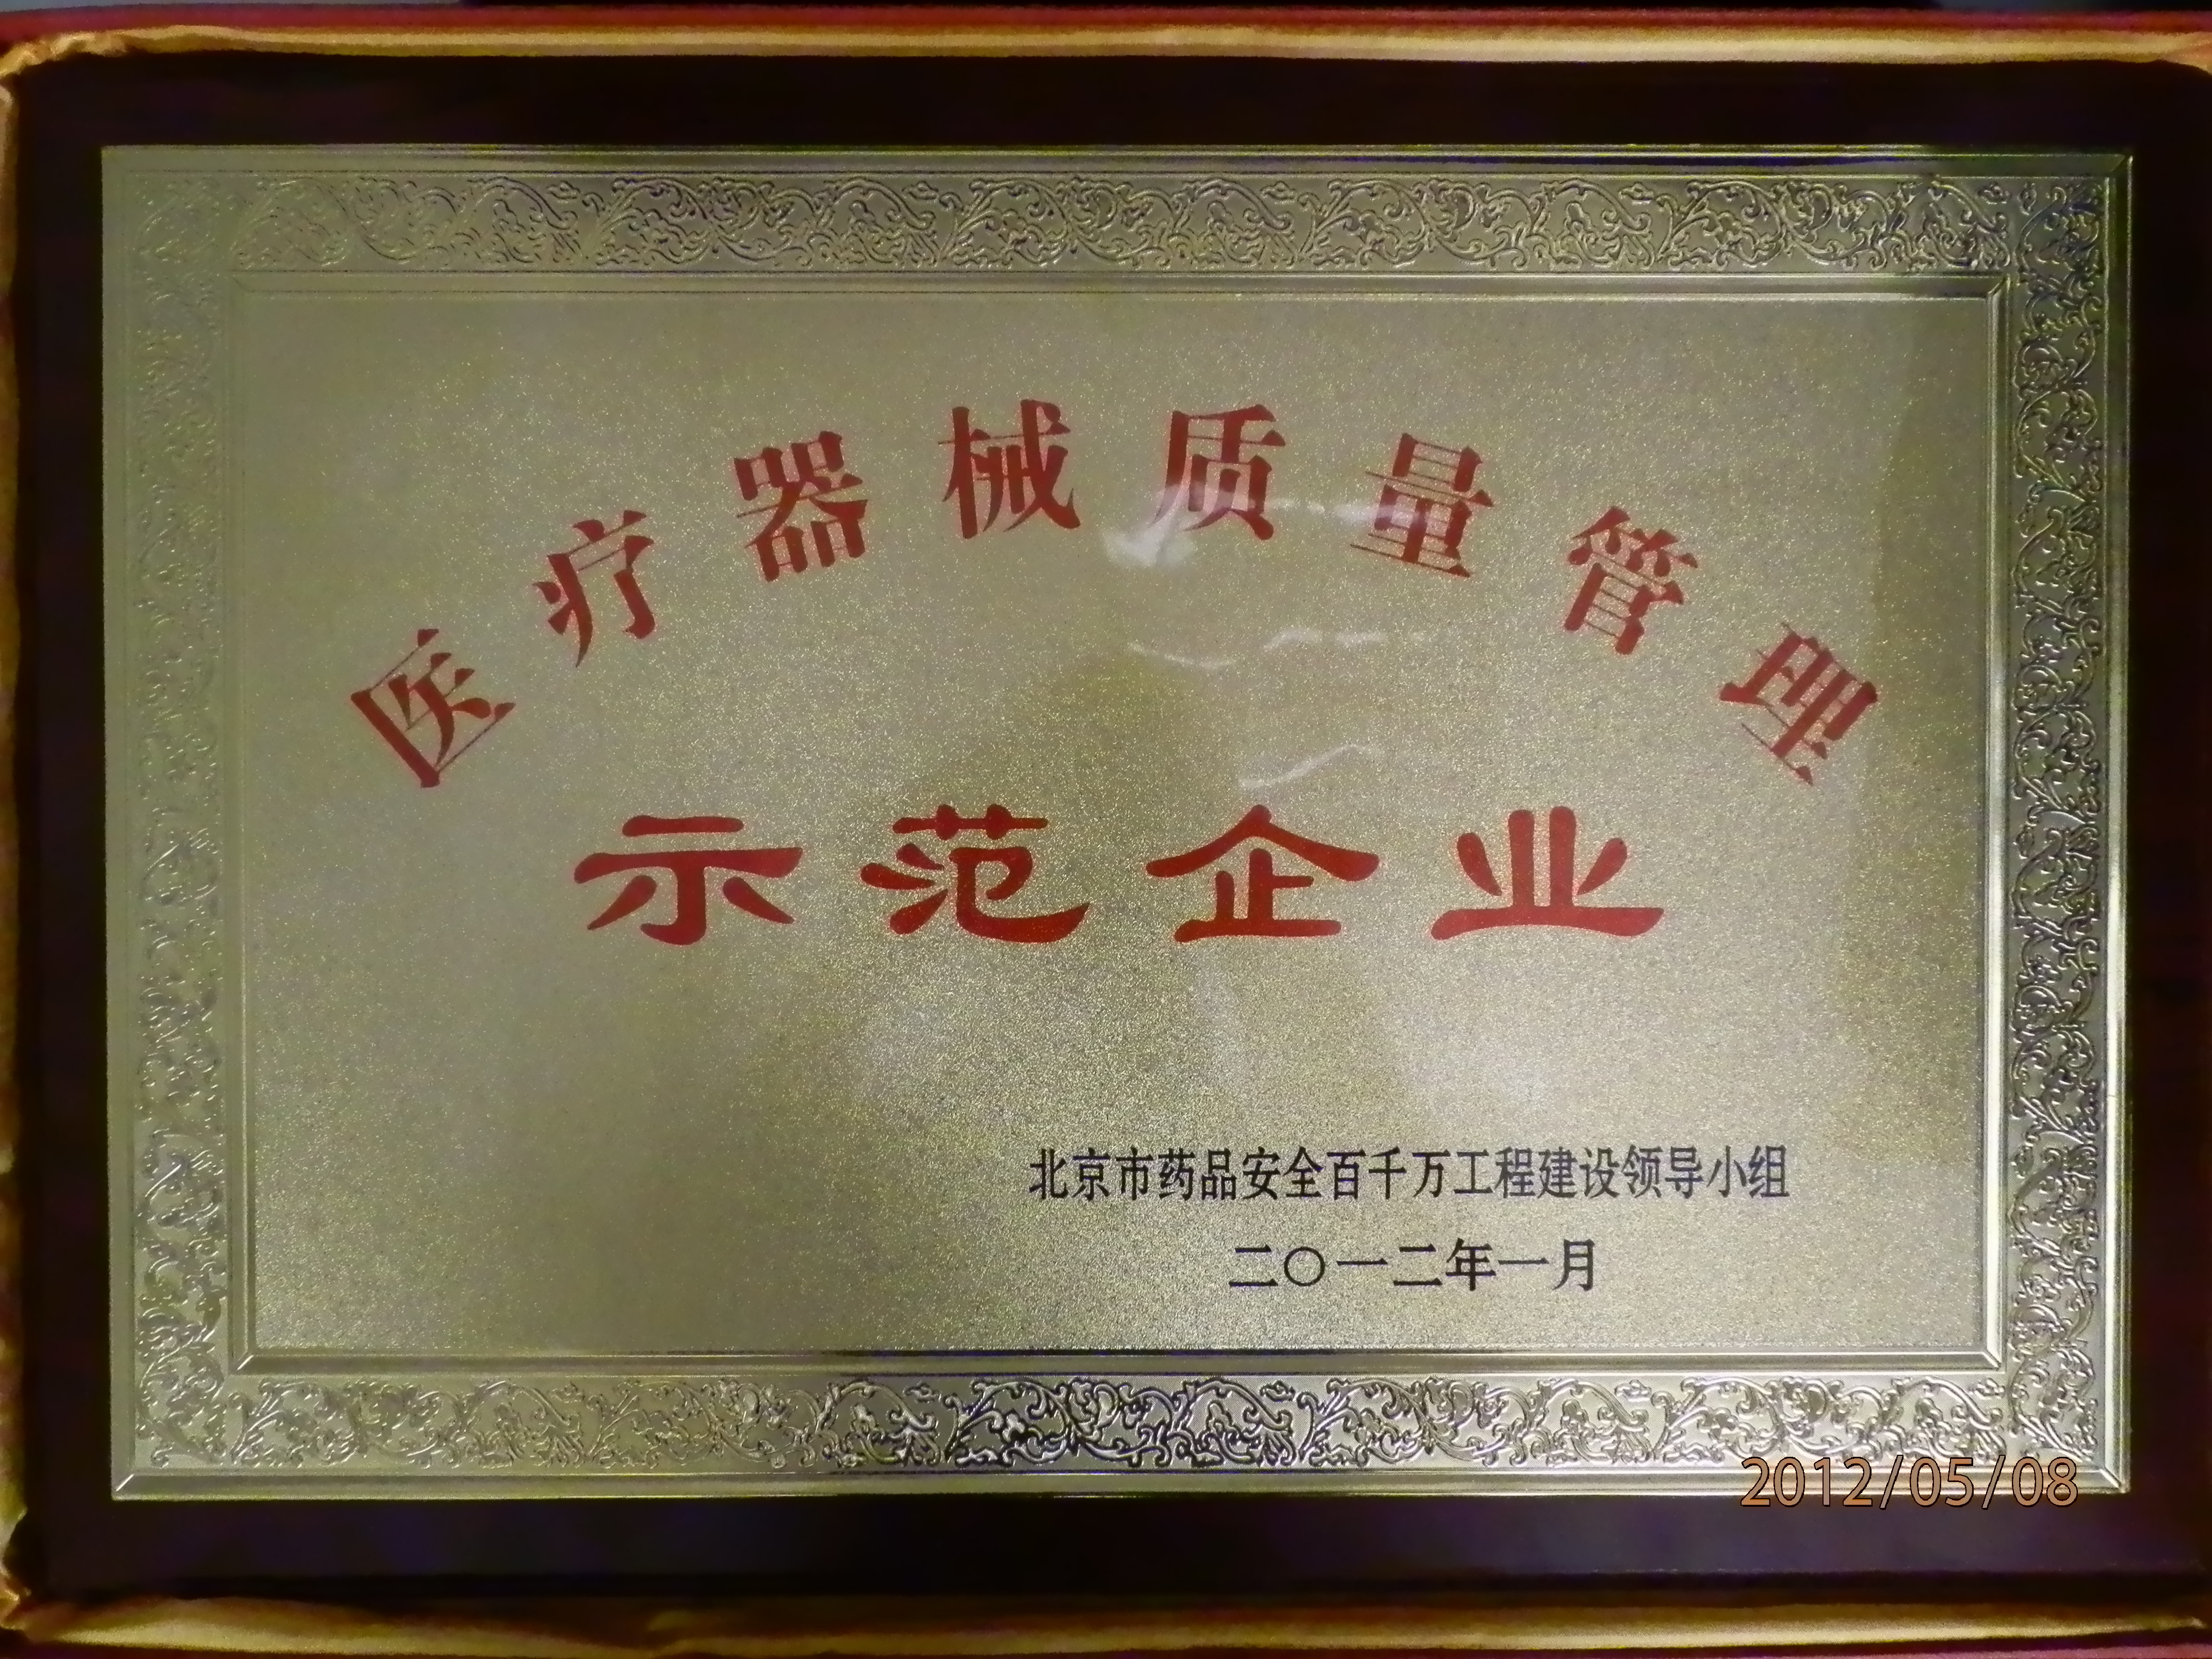 医疗器械质量管理
示范企业
北京市药品安全百千万工程建设领导小组
二〇一二年一月
2012/05/08